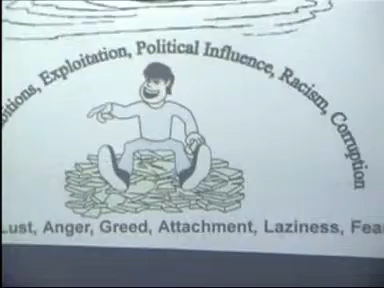 Exploitation, Political Influence, Racism, Corruption
Lust, Anger, Greed, Attachment, Laziness,